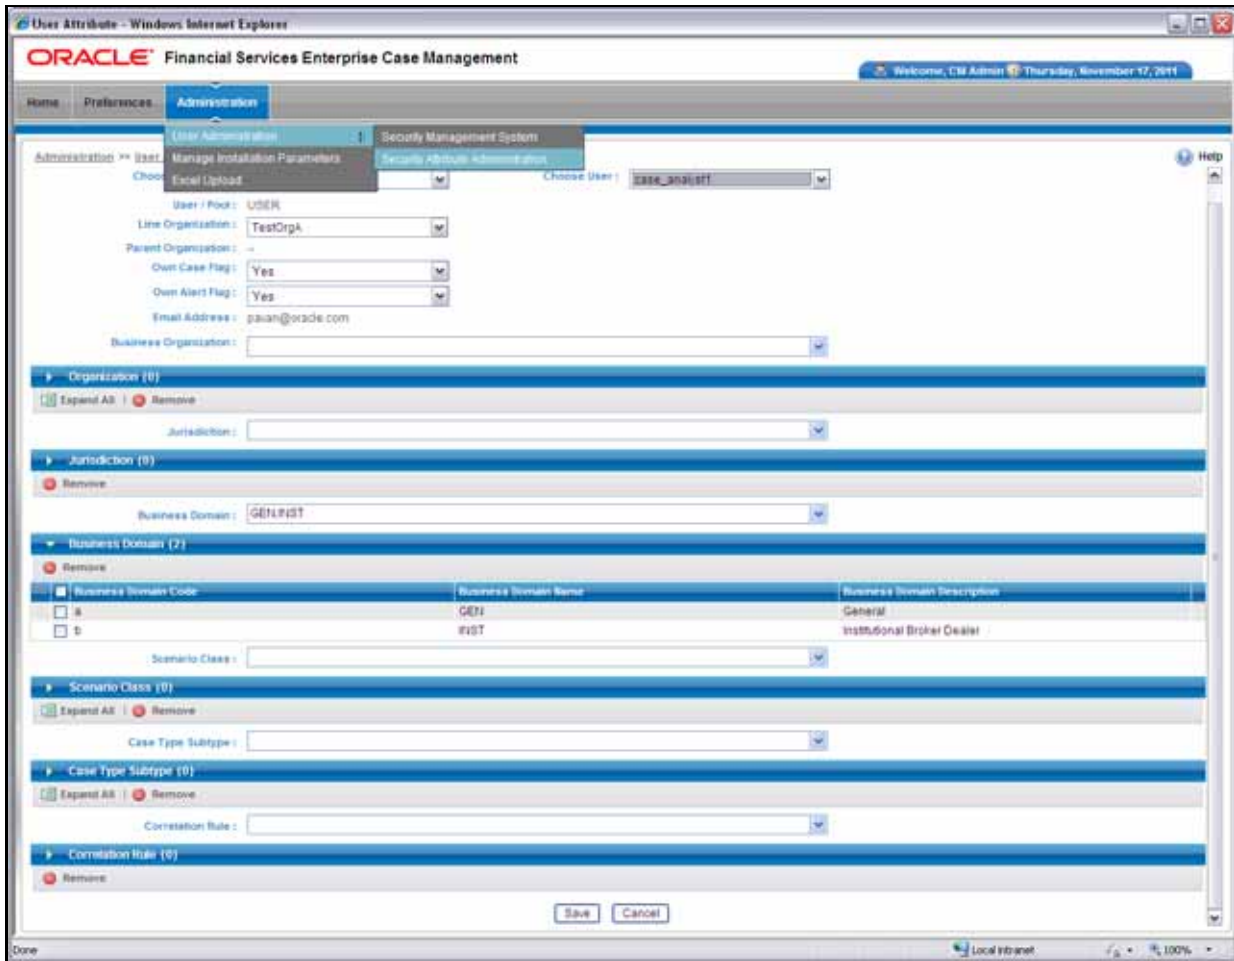 User Attribute - Windows Internet Explorer
ORACLE Financial Services Enterprise Case Management
Welcome, CM Admin Thursday, November 17, 2011
Home Preferences Administration
User Administration Security Management System
Administration >> User Manage Installation Parameters Security Attribute Administration Help
Choo Excel Upload Choose User : case_analyst1
User / Pool : USER
Line Organization : TestOrgA
Parent Organization : --
Own Case Flag : Yes
Own Alert Flag : Yes
Email Address : pavan@oracle.com
Business Organization :
Organization (0)
Expand All | Remove
Jurisdiction :
Jurisdiction (0)
Remove
Business Domain : GEN,INST
Business Domain (2)
Remove
Business Domain Code Business Domain Name Business Domain Description
a GEN General
b INST Institutional Broker Dealer
Scenario Class :
Scenario Class (0)
Expand All | Remove
Case Type Subtype :
Case Type Subtype (0)
Expand All | Remove
Correlation Rule :
Correlation Rule (0)
Remove
Save Cancel
Done Local intranet 100%